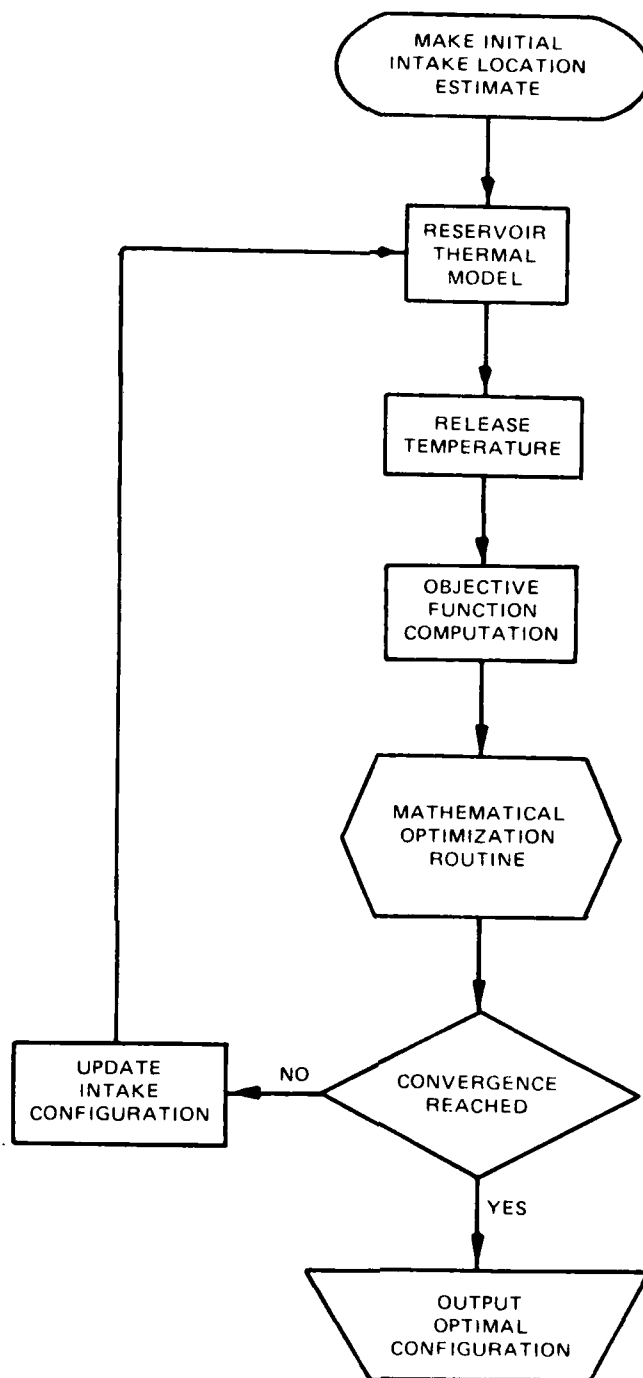 MAKE INITIAL
INTAKE LOCATION
ESTIMATE
RESERVOIR
THERMAL
MODEL
RELEASE
TEMPERATURE
OBJECTIVE
FUNCTION
COMPUTATION
MATHEMATICAL
OPTIMIZATION
ROUTINE
CONVERGENCE
REACHED
NO
UPDATE
INTAKE
CONFIGURATION
YES
OUTPUT
OPTIMAL
CONFIGURATION